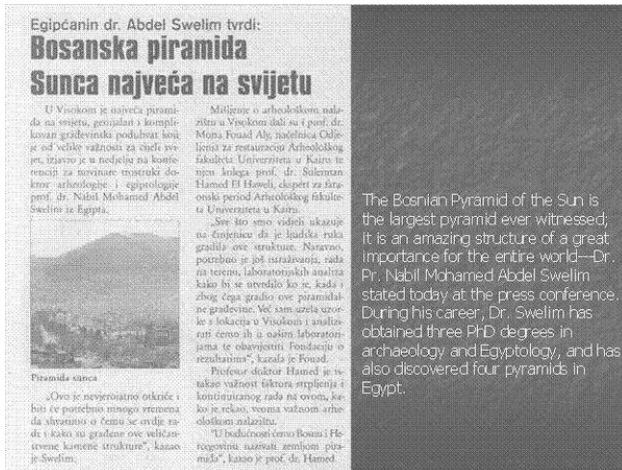 Egipćanin dr. Abdel Swelim tvrdi:
Bosanska piramida
Sunca najveća na svijetu
U Visokom je najveća pirami-
da na svijetu, genijalan i kompli-
kovan građevinski poduhvat koji
je od velike važnosti za cijeli svi-
jet, izjavio je u nedjelju na konfe-
renciji za novinare trostruki do-
ktor arheologije i egiptologije
prof. dr. Nabil Mohamed Abdel
Swelim iz Egipta.
Piramida sunca
„Ovo je nevjerojatno otkriće i
biti će potrebno mnogo vremena
da shvatimo o čemu se ovdje ra-
di i kako su građene ove veličan-
stvene kamene strukture", kazao
je Swelim.
Mišljenje o arheološkom nala-
zištu u Visokom dali su i prof. dr.
Mona Fouad Aly, načelnica Odje-
ljenja za restauraciju Arheološkog
fakulteta Univerziteta u Kairu te
njen kolega prof. dr. Suleiman
Hamed El Haweli, ekspert za fara-
onski period Arheološkog fakulte-
ta Univerziteta u Kairu.
„Sve što smo vidjeli ukazuje
na činjenicu da je ljudska ruka
gradila ove strukture. Naravno,
potrebno je još istraživanja, rada
na terenu, laboratorijskih analiza
kako bi se utvrdilo ko je, kada i
zbog čega gradio ove piramidal-
ne građevine. Već sam uzela uzor-
ke s lokacija u Visokom i analizi-
rati ćemo ih u našim laboratori-
jama te obavijestiti Fondaciju o
rezultatima", kazala je Fouad.
Profesor doktor Hamed je is-
takao važnost faktora strpljenja i
kontinuiranog rada na ovom, ka-
ko je rekao, veoma važnom arhe-
ološkom nalazištu.
"U budućnosti ćemo Bosnu i He-
rcegovinu nazivati zemljom pira-
mida", kazao je prof. dr. Hamed.
The Bosnian Pyramid of the Sun is
the largest pyramid ever witnessed;
it is an amazing structure of a great
importance for the entire world—Dr.
Pr. Nabil Mohamed Abdel Swelim
stated today at the press conference.
During his career, Dr. Swelim has
obtained three PhD degrees in
archaeology and Egyptology, and has
also discovered four pyramids in
Egypt.